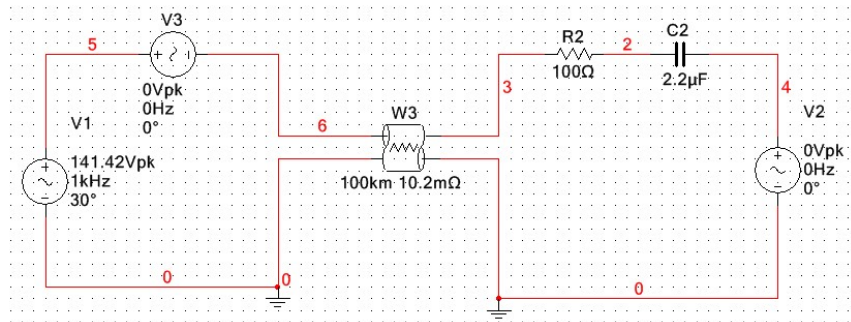 V3
5
0Vpk
0Hz
0°
V1
141.42Vpk
1kHz
30°
0
0
6
W3
100km 10.2mΩ
3
R2
100Ω
2
C2
2.2µF
4
V2
0Vpk
0Hz
0°
0